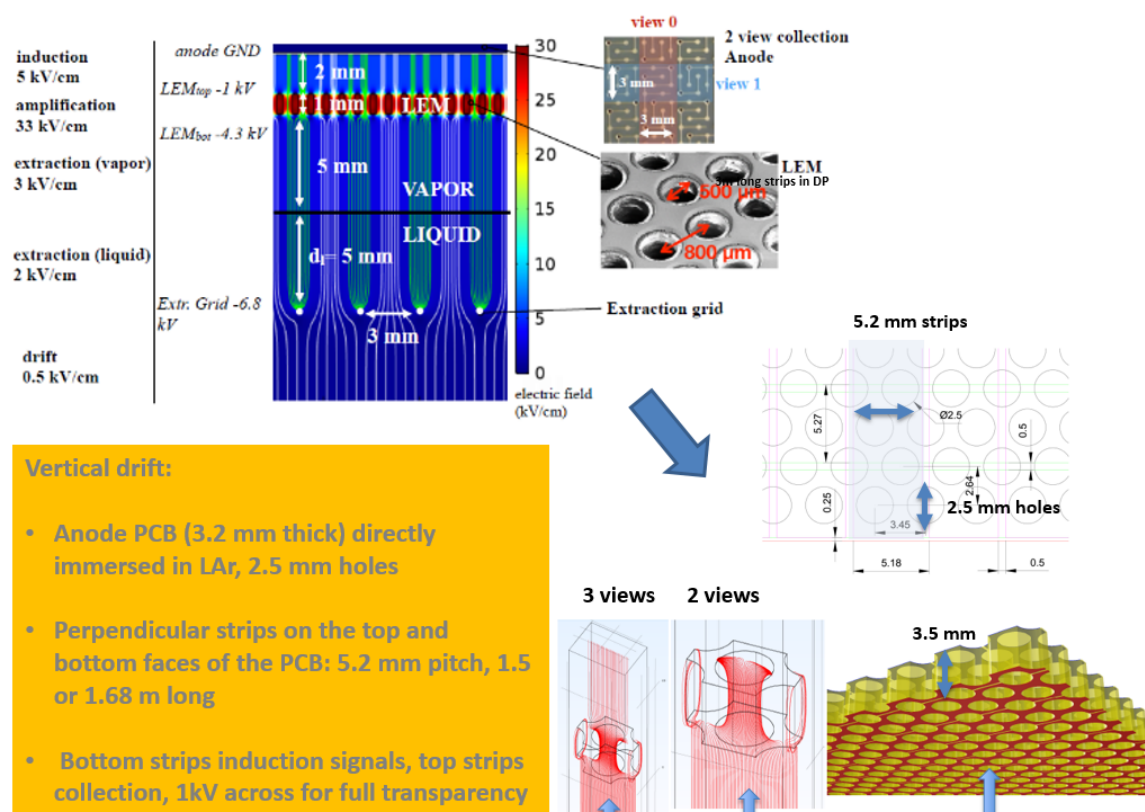 induction
5 kV/cm
amplification
33 kV/cm
extraction (vapor)
3 kV/cm
extraction (liquid)
2 kV/cm
drift
0.5 kV/cm
anode GND
LEMtop -1 kV
LEMbot -4.3 kV
Extr. Grid -6.8
kV
2 mm
1 mm
LEM
5 mm
VAPOR
LIQUID
dl= 5 mm
3 mm
30
25
20
15
10
5
0
electric field
(kV/cm)
view 0
2 view collection
Anode
3 mm
view 1
3 mm
LEM
3m long strips in DP
500 µm
800 µm
Extraction grid
5.2 mm strips
Ø2.5
5.27
0.5
2.64
0.25
2.5 mm holes
3.45
5.18
0.5
Vertical drift:
• Anode PCB (3.2 mm thick) directly
immersed in LAr, 2.5 mm holes
• Perpendicular strips on the top and
bottom faces of the PCB: 5.2 mm pitch, 1.5
or 1.68 m long
• Bottom strips induction signals, top strips
collection, 1kV across for full transparency
3 views
2 views
3.5 mm